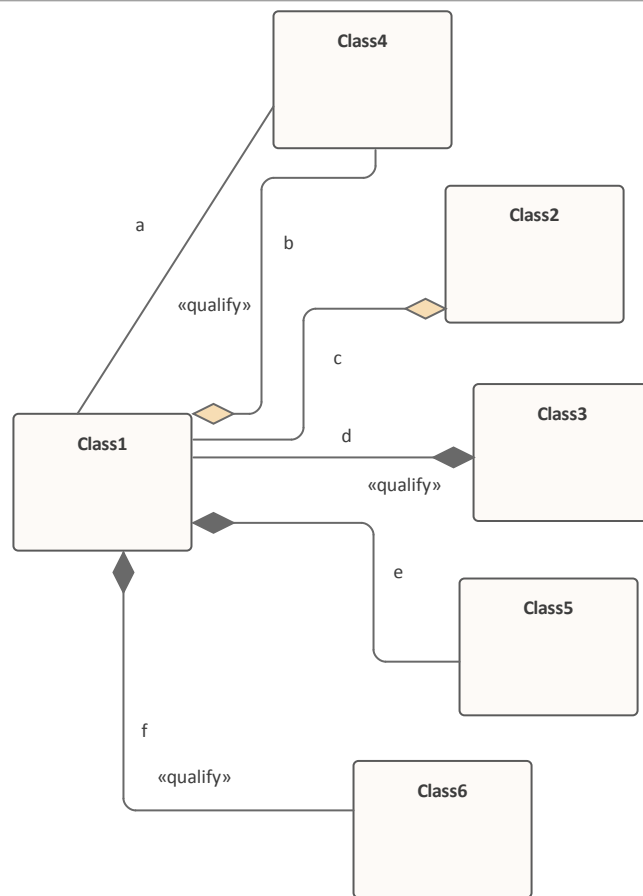 Class4
a
Class2
b
«qualify»
c
Class3
d
Class1
«qualify»
e
Class5
f
«qualify»
Class6